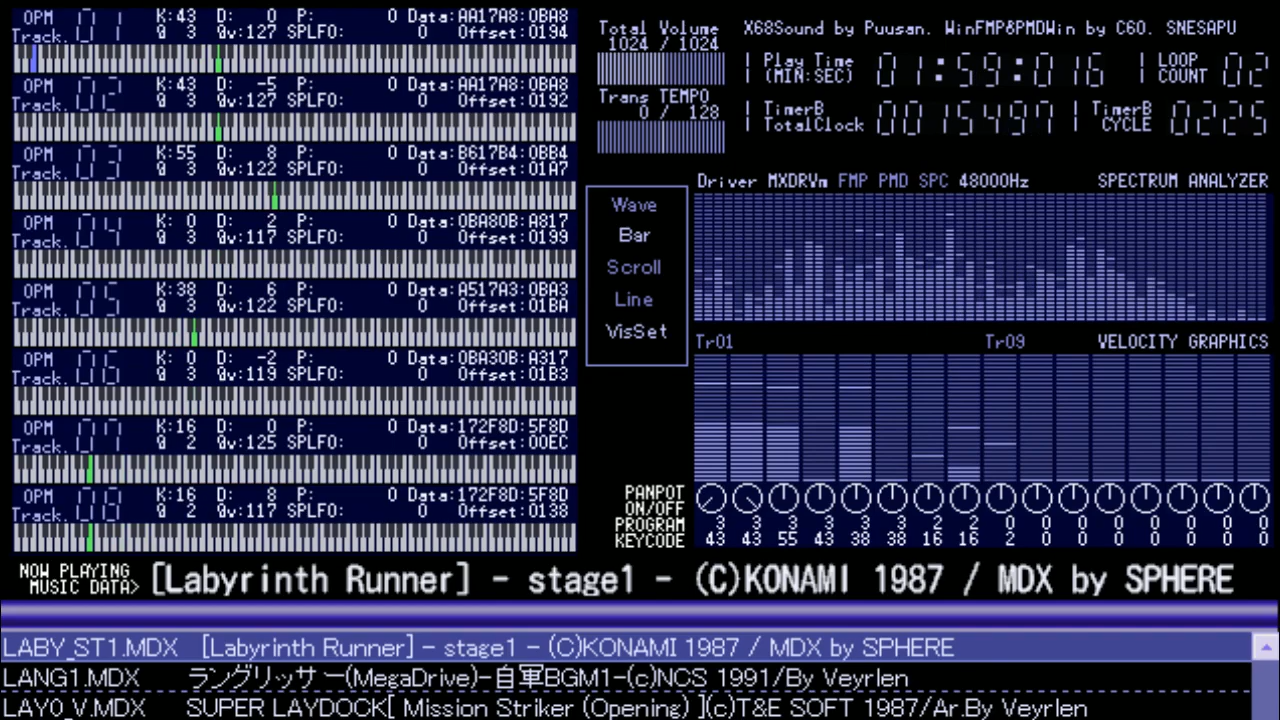 OPM K:43 D: 0 P: 0 Data:AA17A8:0BA8
Track. 01 @ 3 @v:127 SPLFO: 0 Offset:0194
OPM K:43 D: -5 P: 0 Data:AA17A8:0BA8
Track. 02 @ 3 @v:127 SPLFO: 0 Offset:0192
OPM K:55 D: 8 P: 0 Data:B617B4:0BB4
Track. 03 @ 3 @v:122 SPLFO: 0 Offset:01A7
OPM K: 0 D: 2 P: 0 Data:0BA80B:A817
Track. 04 @ 3 @v:117 SPLFO: 0 Offset:0199
OPM K:38 D: 6 P: 0 Data:A517A3:0BA3
Track. 05 @ 3 @v:122 SPLFO: 0 Offset:01BA
OPM K: 0 D: -2 P: 0 Data:0BA30B:A317
Track. 06 @ 3 @v:119 SPLFO: 0 Offset:01B3
OPM K:16 D: 0 P: 0 Data:172F8D:5F8D
Track. 07 @ 2 @v:125 SPLFO: 0 Offset:00EC
OPM K:16 D: 8 P: 0 Data:172F8D:5F8D
Track. 08 @ 2 @v:117 SPLFO: 0 Offset:0138
Total Volume
1024 / 1024
Trans TEMPO
0 / 128
X68Sound by Puusan. WinFMP&PMDWin by C60. SNESAPU
Play Time
(MIN:SEC) 01:59:016
LOOP
COUNT 02
TimerB
TotalClock 0015497
TimerB
CYCLE 0225
Wave
Bar
Scroll
Line
VisSet
Driver MXDRVm FMP PMD SPC 48000Hz SPECTRUM ANALYZER
Tr01 Tr09 VELOCITY GRAPHICS
PANPOT
ON/OFF
PROGRAM 3 3 3 3 3 3 2 2 0 0 0 0 0 0 0 0
KEYCODE 43 43 55 43 38 38 16 16 2 0 0 0 0 0 0 0
NOW PLAYING
MUSIC DATA> [Labyrinth Runner] - stage1 - (C)KONAMI 1987 / MDX by SPHERE
LABY_ST1.MDX [Labyrinth Runner] - stage1 - (C)KONAMI 1987 / MDX by SPHERE
LANG1.MDX ラングリッサー(MegaDrive)-自軍BGM1-(c)NCS 1991/By Veyrlen
LAY0_V.MDX SUPER LAYDOCK[ Mission Striker (Opening) ](c)T&E SOFT 1987/Ar.By Veyrlen